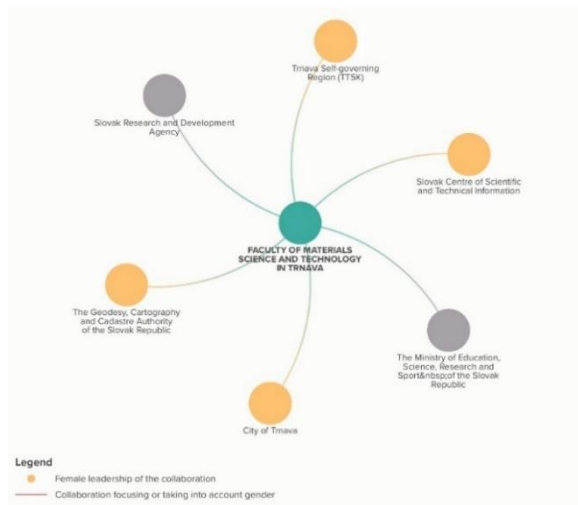 Trnava Self-governing
Region (TTSK)
Slovak Research and Development
Agency
Slovak Centre of Scientific
and Technical Information
FACULTY OF MATERIALS
SCIENCE AND TECHNOLOGY
IN TRNAVA
The Geodesy, Cartography
and Cadastre Authority
of the Slovak Republic
The Ministry of Education,
Science, Research and
Sport&nbsp;of the Slovak
Republic
City of Trnava
Legend
Female leadership of the collaboration
Collaboration focusing or taking into account gender